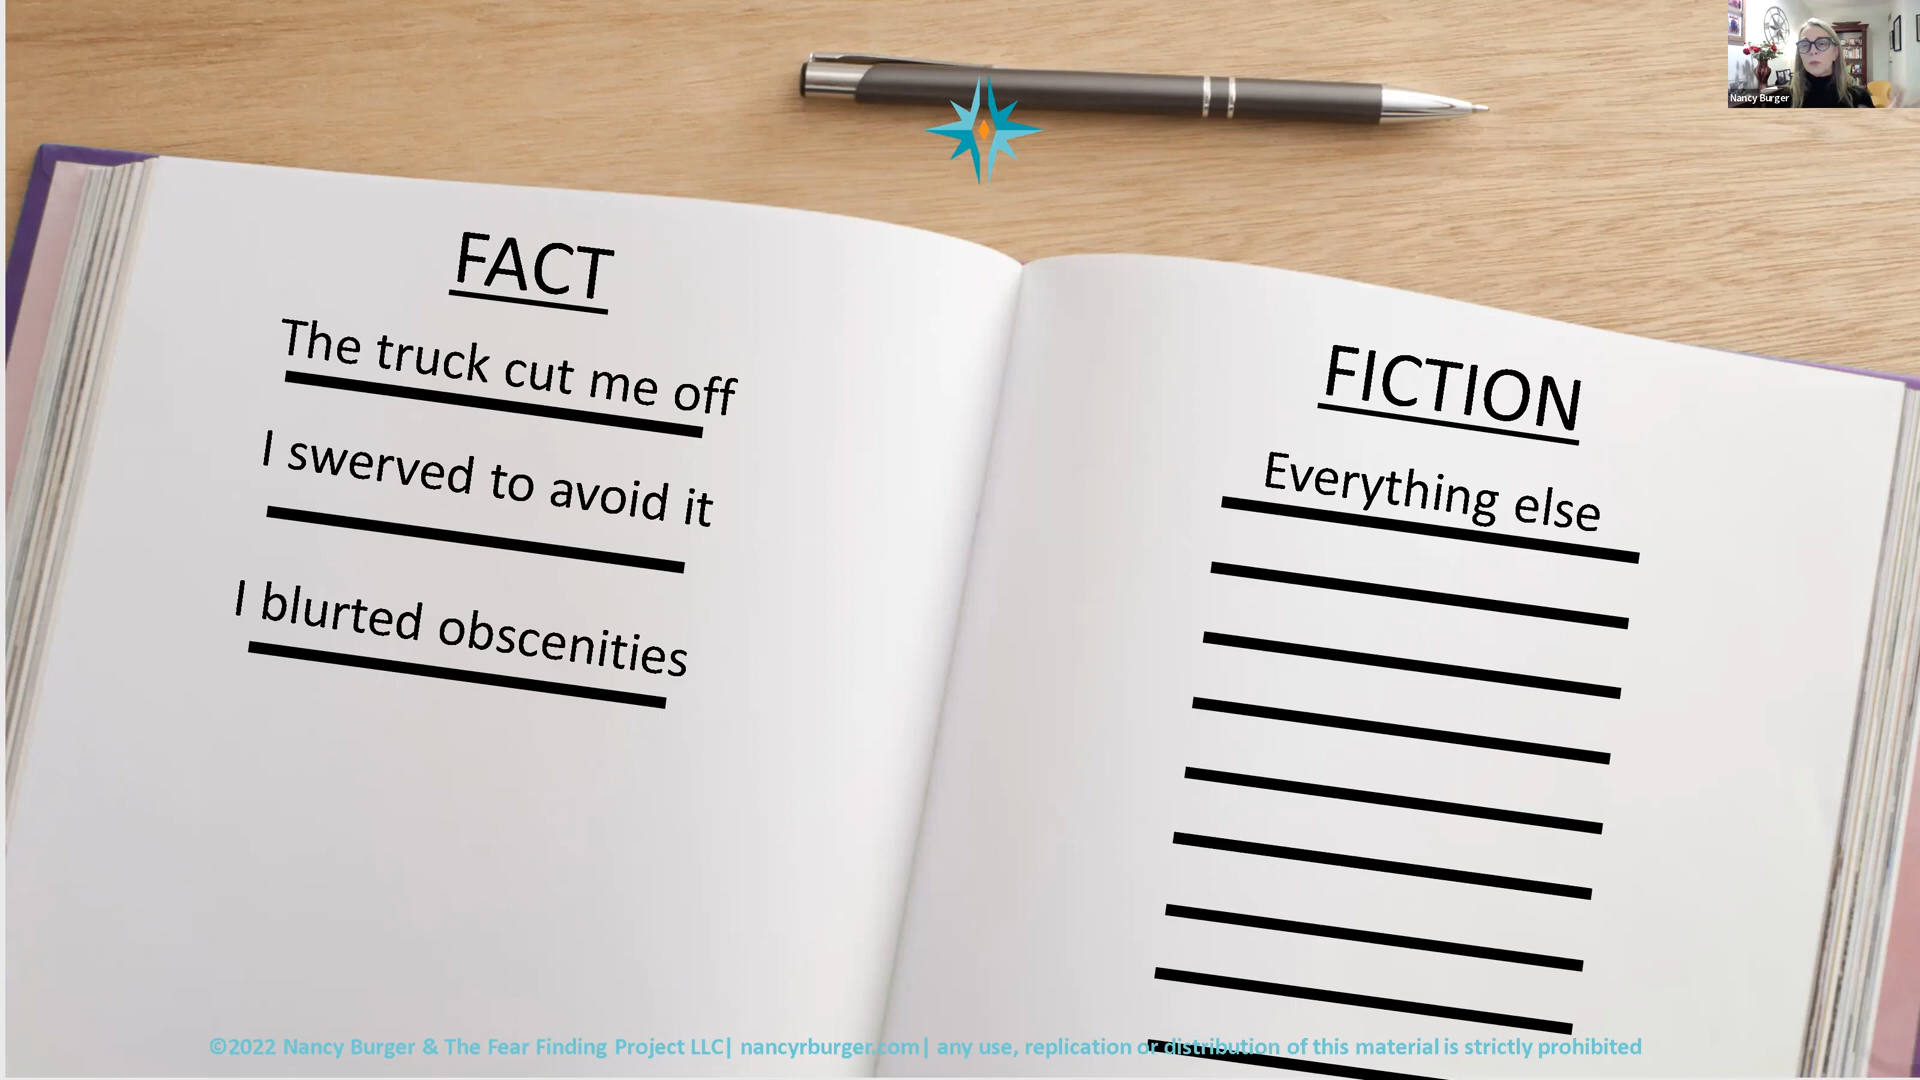 Nancy Burger
FACT
The truck cut me off
I swerved to avoid it
I blurted obscenities
FICTION
Everything else
©2022 Nancy Burger & The Fear Finding Project LLC| nancyrburger.com| any use, replication or distribution of this material is strictly prohibited